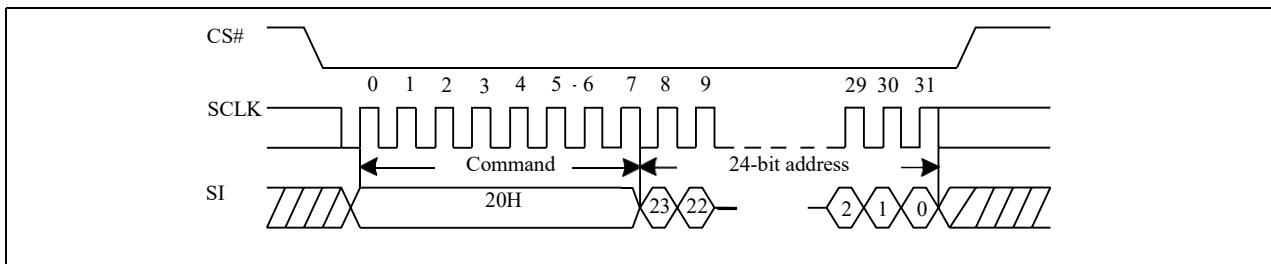 CS#
0 1 2 3 4 5 - 6 7 8 9 29 30 31
SCLK
Command 24-bit address
SI 20H 23 22 2 1 0